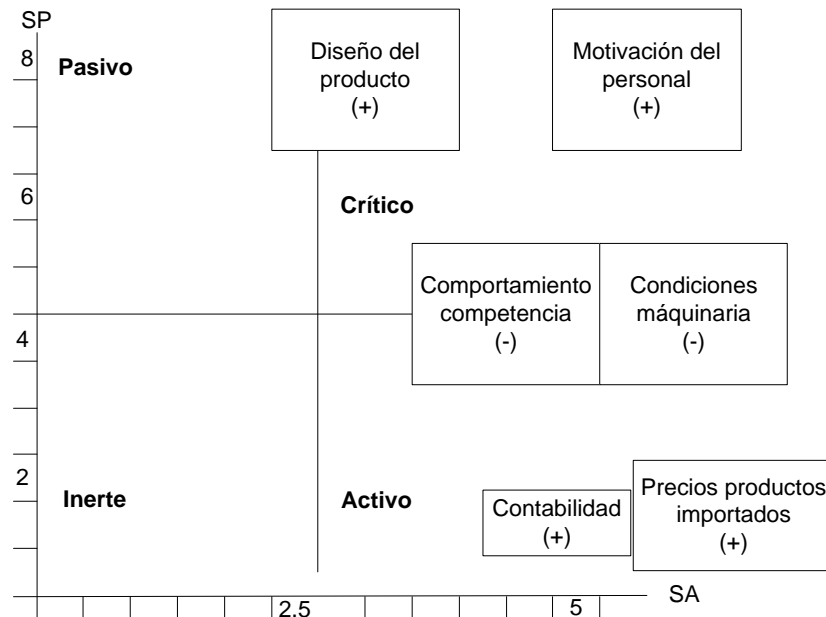 SP
8
Pasivo
Diseño del
producto
(+)
Motivación del
personal
(+)
6
Crítico
4
Comportamiento
competencia
(-)
Condiciones
máquinaria
(-)
2
Inerte
Activo
Contabilidad
(+)
Precios productos
importados
(+)
2.5
5
SA